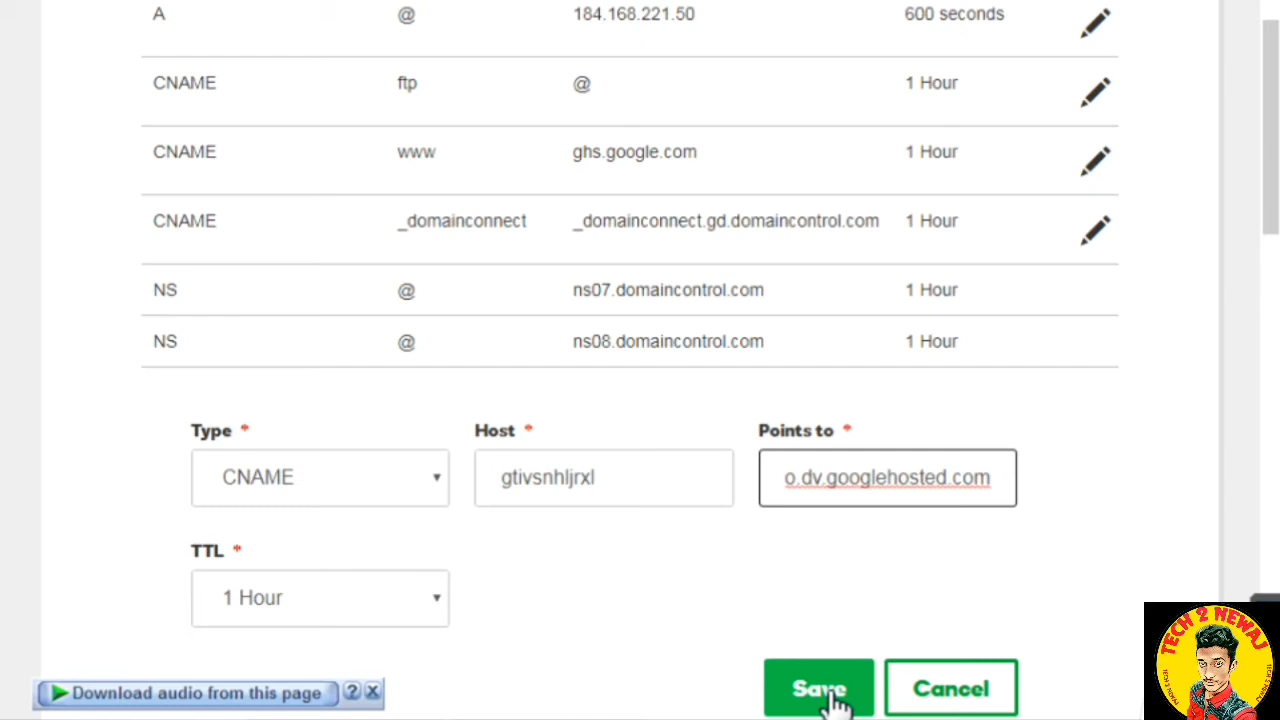 A @ 184.168.221.50 600 seconds
CNAME ftp @ 1 Hour
CNAME www ghs.google.com 1 Hour
CNAME _domainconnect _domainconnect.gd.domaincontrol.com 1 Hour
NS @ ns07.domaincontrol.com 1 Hour
NS @ ns08.domaincontrol.com 1 Hour
Type * Host * Points to *
CNAME gtivsnhljrxl o.dv.googlehosted.com
TTL *
1 Hour
Save Cancel
Download audio from this page ? X
TECH 2 NEWAJ